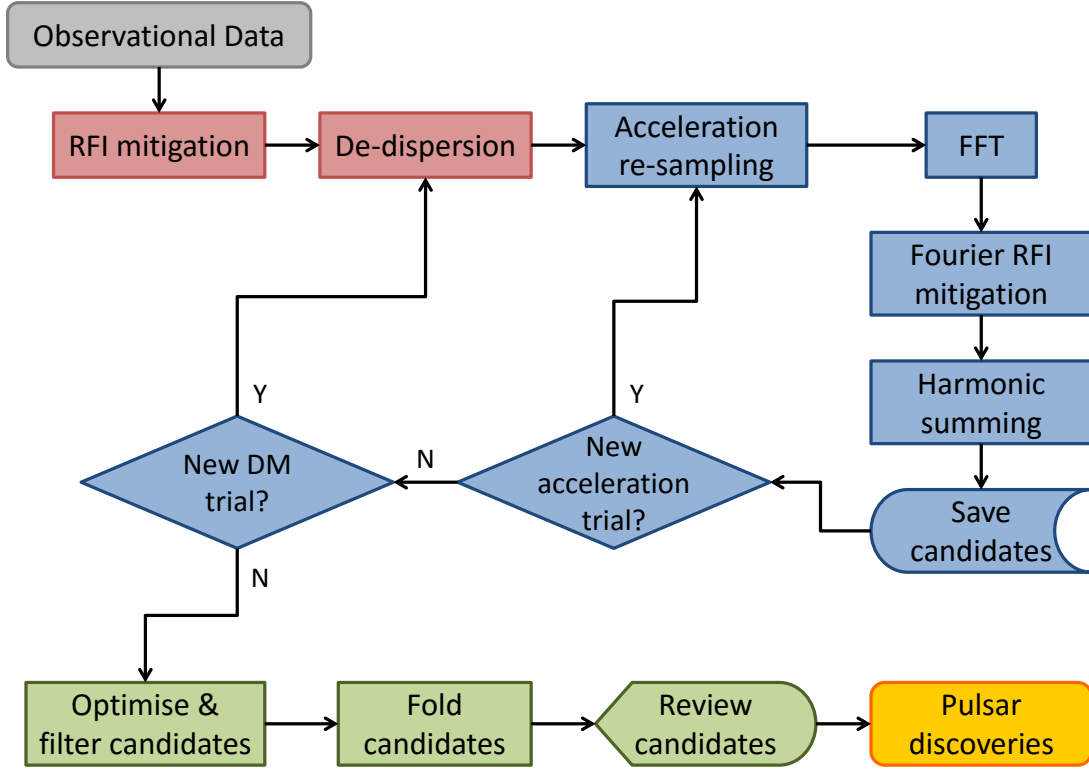 Observational Data
RFI mitigation
De-dispersion
Acceleration
re-sampling
FFT
Fourier RFI
mitigation
Harmonic
summing
Save
candidates
New
acceleration
trial?
Y
N
New DM
trial?
Y
N
Optimise &
filter candidates
Fold
candidates
Review
candidates
Pulsar
discoveries